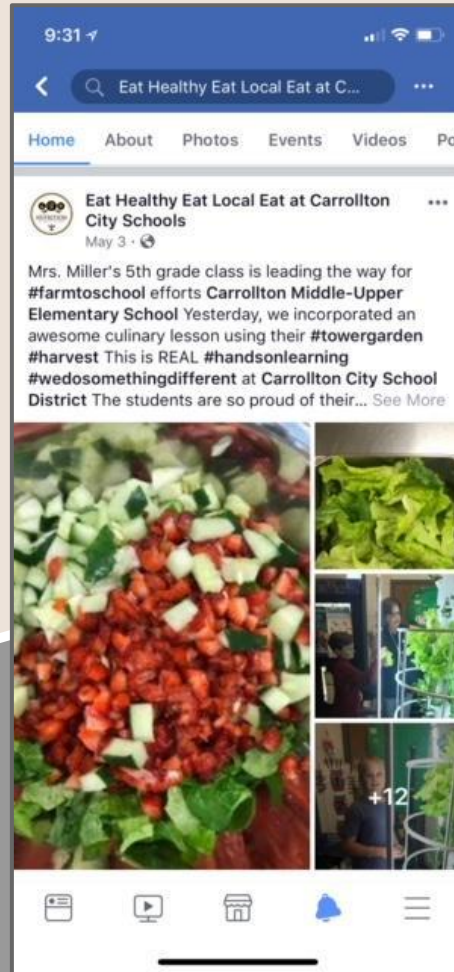 9:31
Eat Healthy Eat Local Eat at C...
Home About Photos Events Videos Po
Eat Healthy Eat Local Eat at Carrollton
City Schools
May 3 ·
Mrs. Miller's 5th grade class is leading the way for
#farmtoschool efforts Carrollton Middle-Upper
Elementary School Yesterday, we incorporated an
awesome culinary lesson using their #towergarden
#harvest This is REAL #handsonlearning
#wedosomethingdifferent at Carrollton City School
District The students are so proud of their... See More
+12